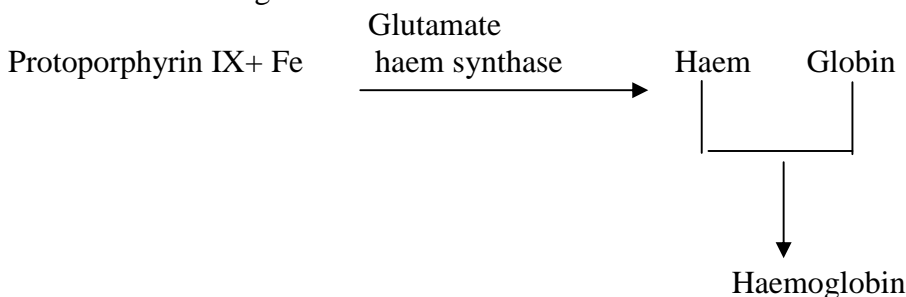 Glutamate
Protoporphyrin IX+ Fe haem synthase Haem Globin
Haemoglobin